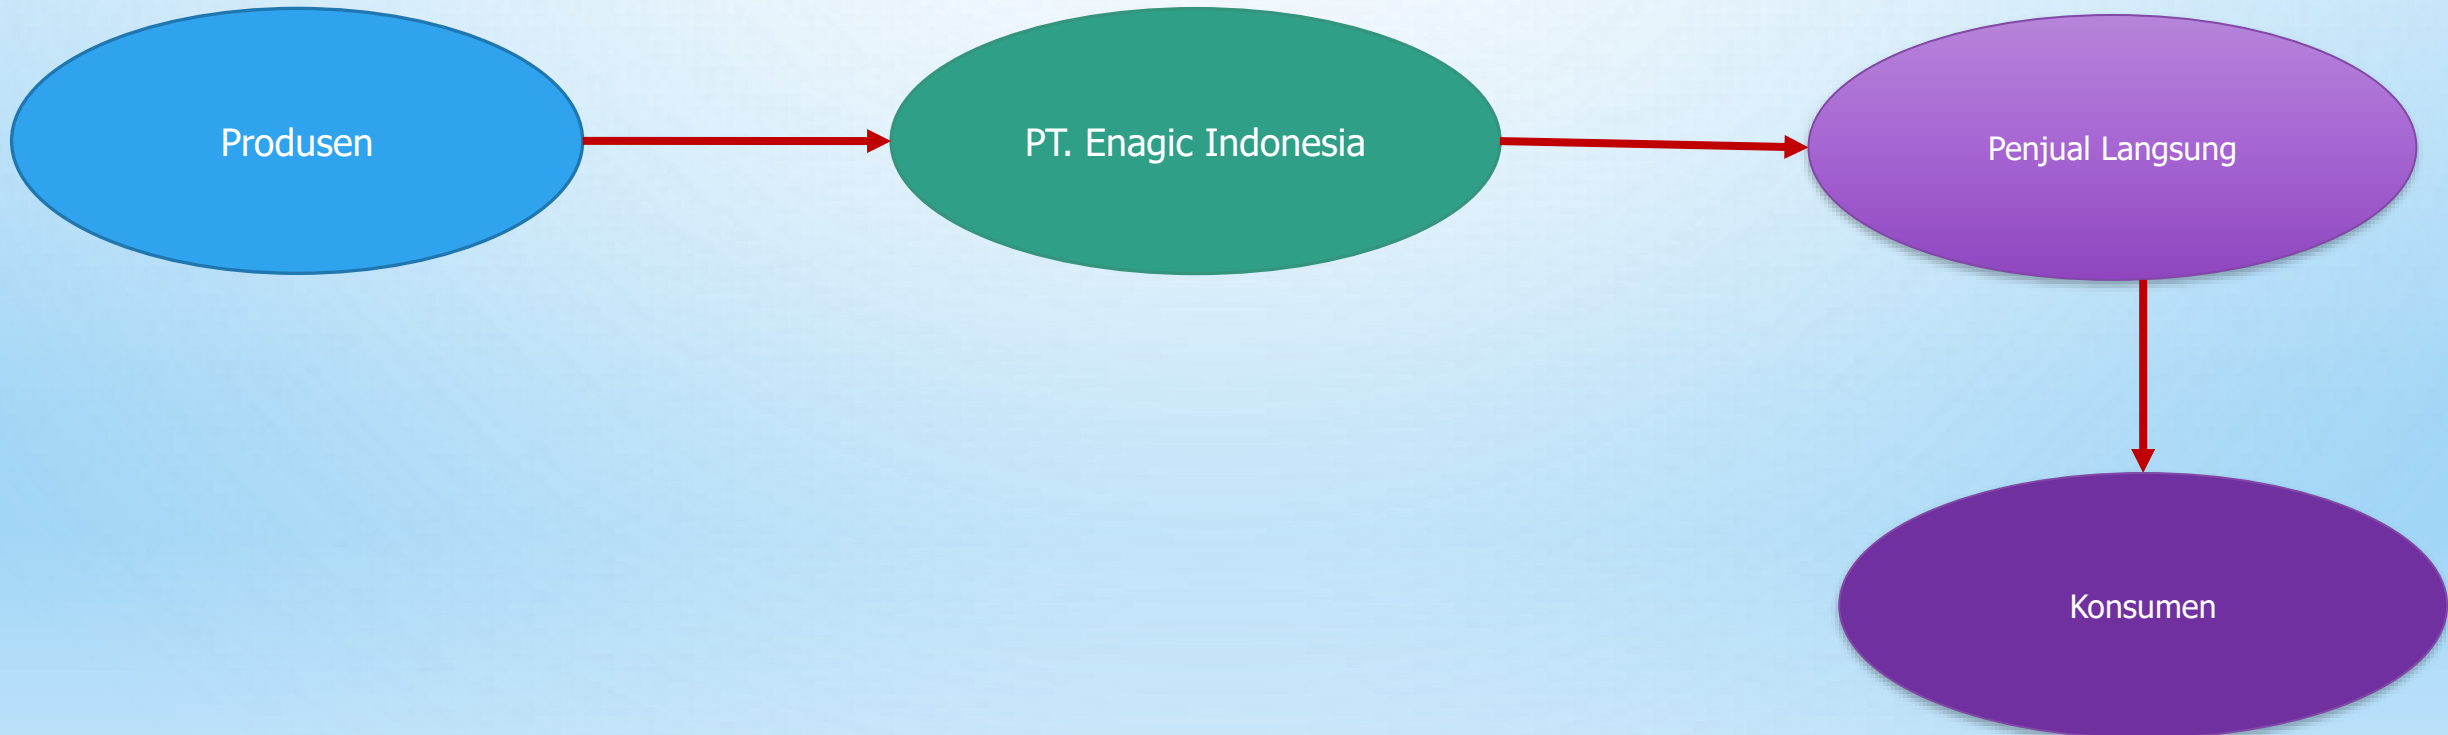 Produsen
PT. Enagic Indonesia
Penjual Langsung
Konsumen